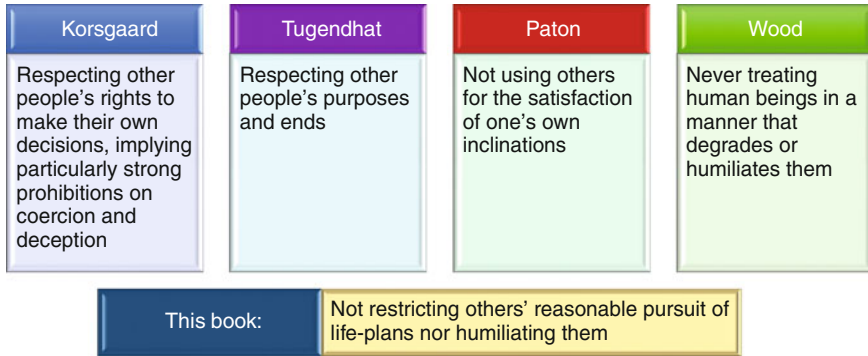 Korsgaard
Respecting other
people's rights to
make their own
decisions, implying
particularly strong
prohibitions on
coercion and
deception
Tugendhat
Respecting other
people's purposes
and ends
Paton
Not using others
for the satisfaction
of one's own
inclinations
Wood
Never treating
human beings in a
manner that
degrades or
humiliates them
This book:
Not restricting others' reasonable pursuit of
life-plans nor humiliating them